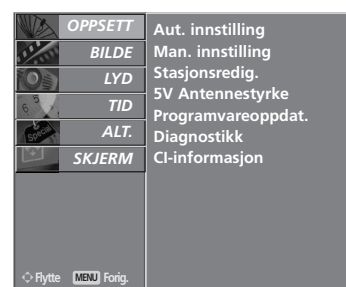 OPPSETT
BILDE
LYD
TID
ALT.
SKJERM
Aut. innstilling
Man. innstilling
Stasjonsredig.
5V Antennestyrke
Programvareoppdat.
Diagnostikk
CI-informasjon
Flytte MENU Forig.